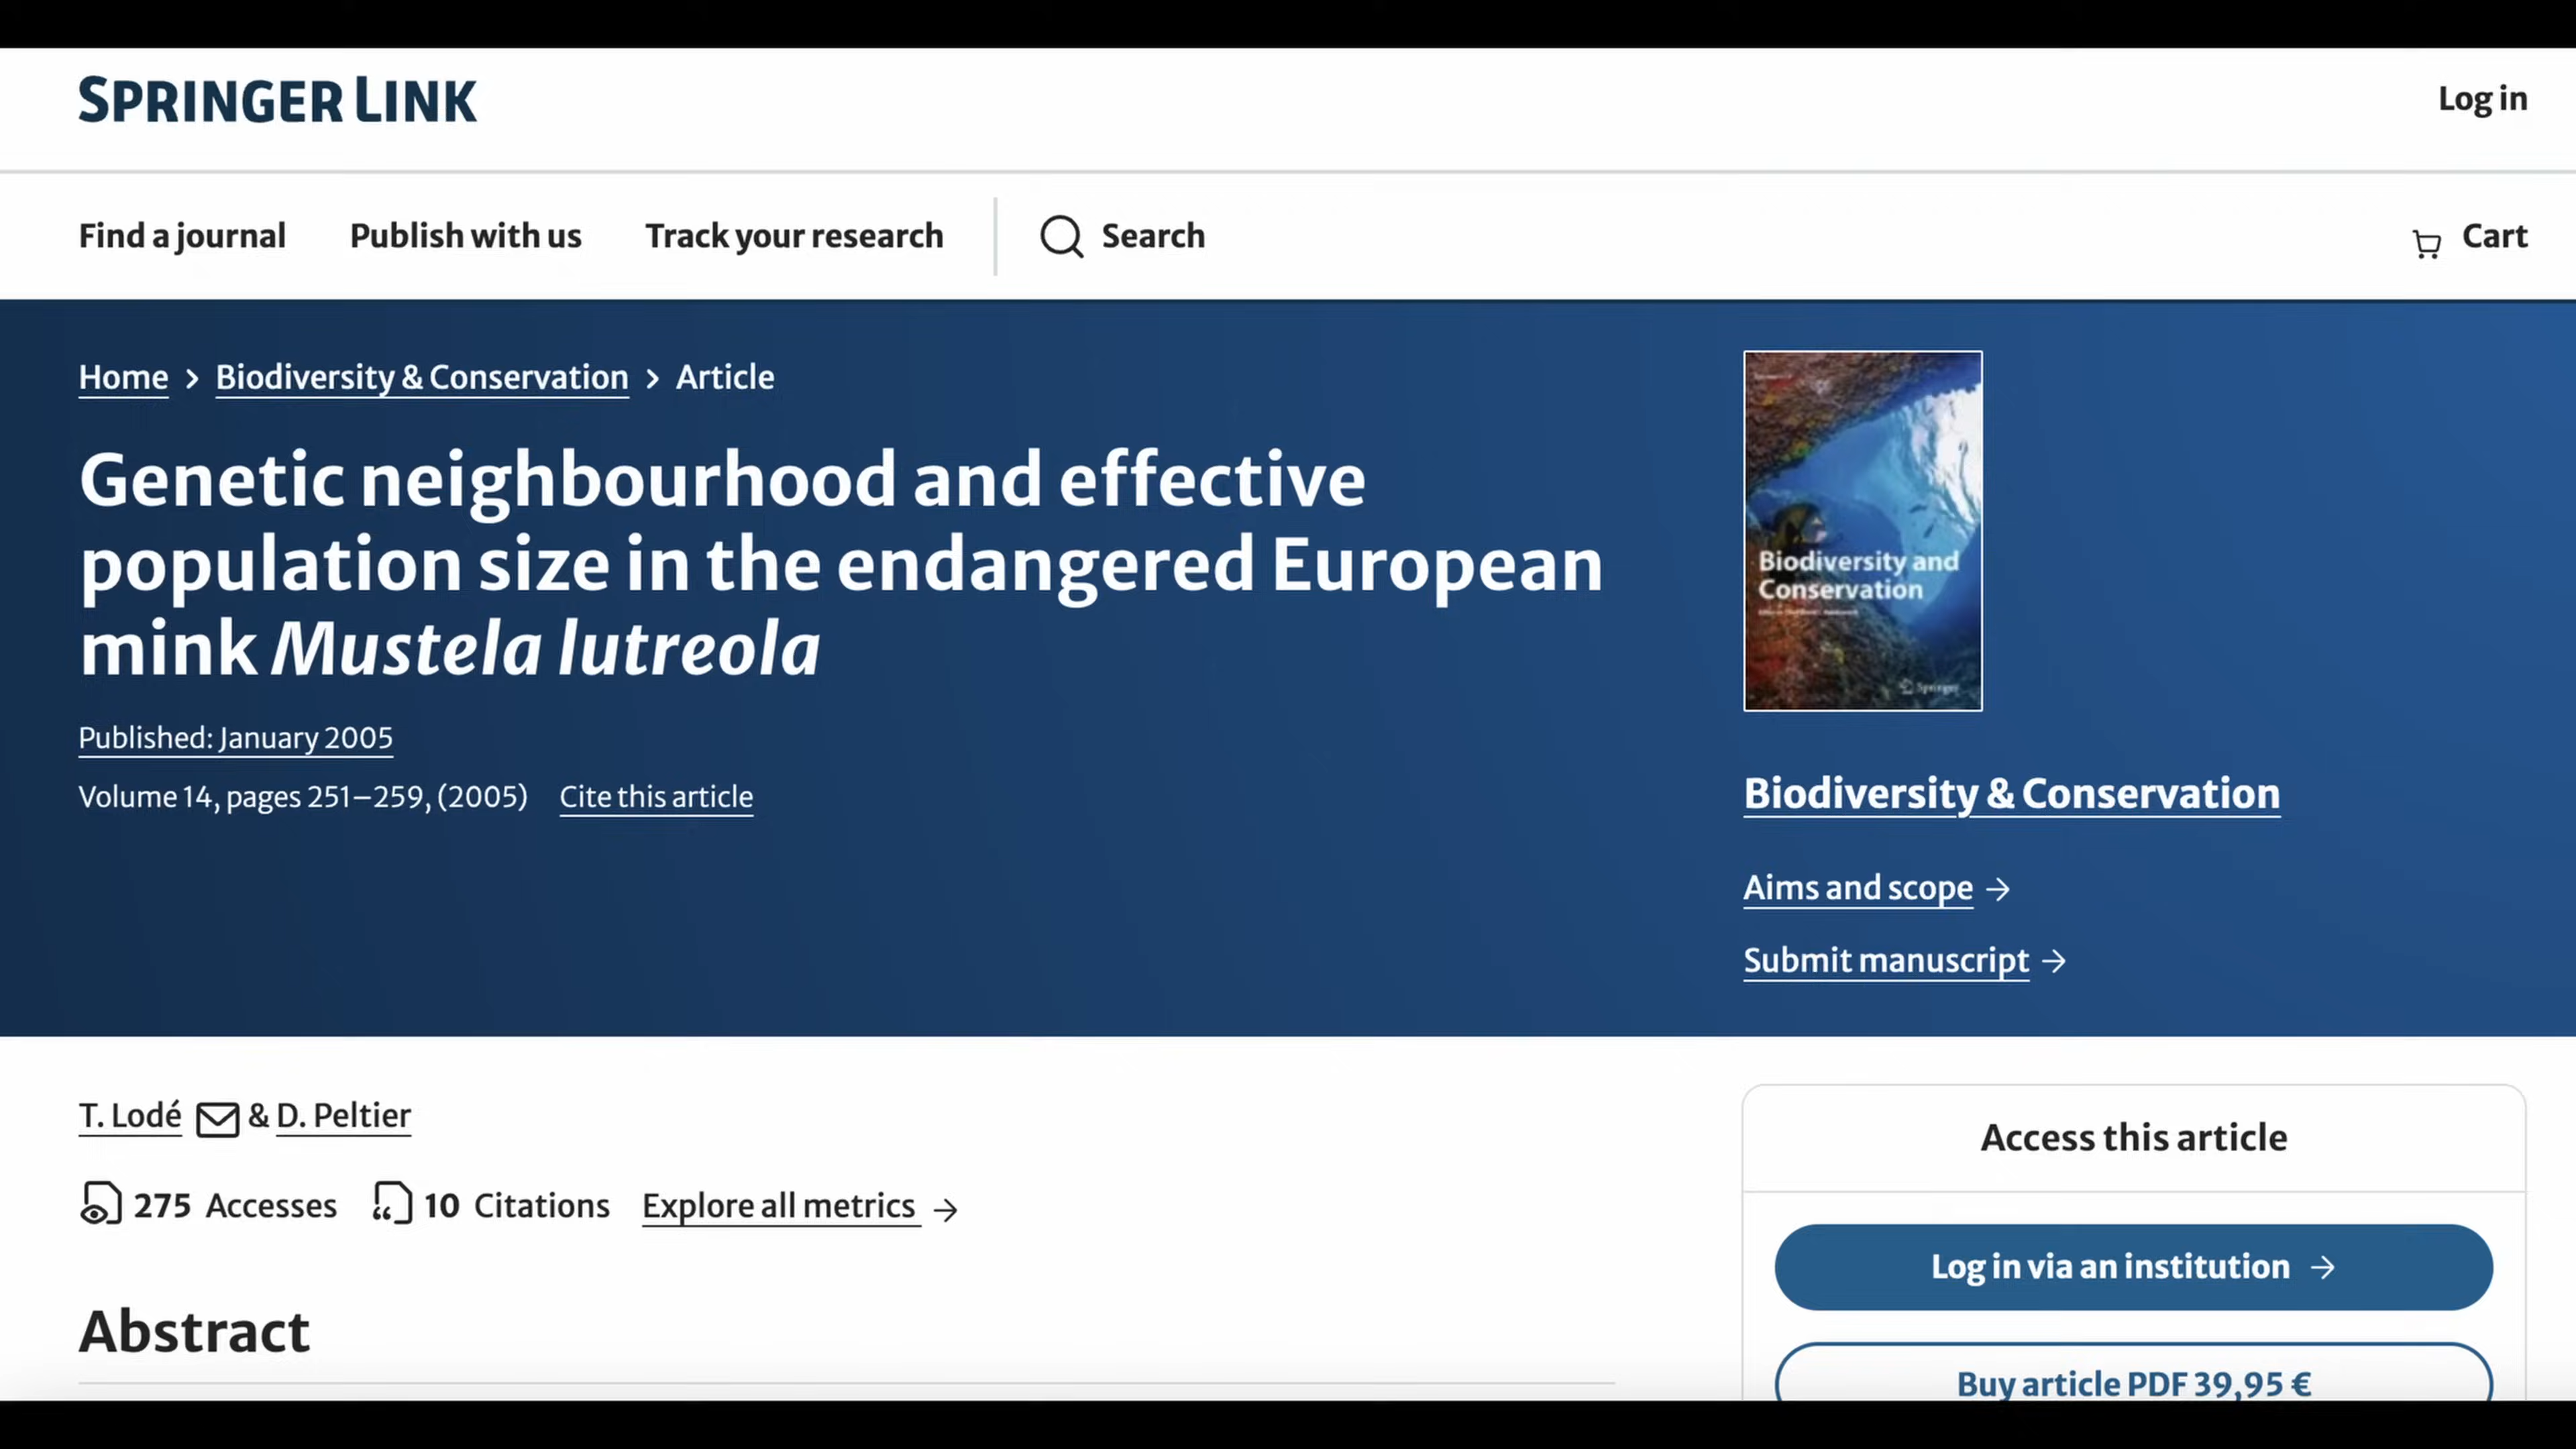 SPRINGER LINK
Log in
Find a journal
Publish with us
Track your research
Search
Cart
Home > Biodiversity & Conservation > Article
Genetic neighbourhood and effective
population size in the endangered European
mink Mustela lutreola
Published: January 2005
Volume 14, pages 251–259, (2005) Cite this article
Biodiversity and
Conservation
Springer
Biodiversity & Conservation
Aims and scope →
Submit manuscript →
T. Lodé & D. Peltier
275 Accesses 10 Citations Explore all metrics →
Abstract
Access this article
Log in via an institution →
Buy article PDF 39,95 €